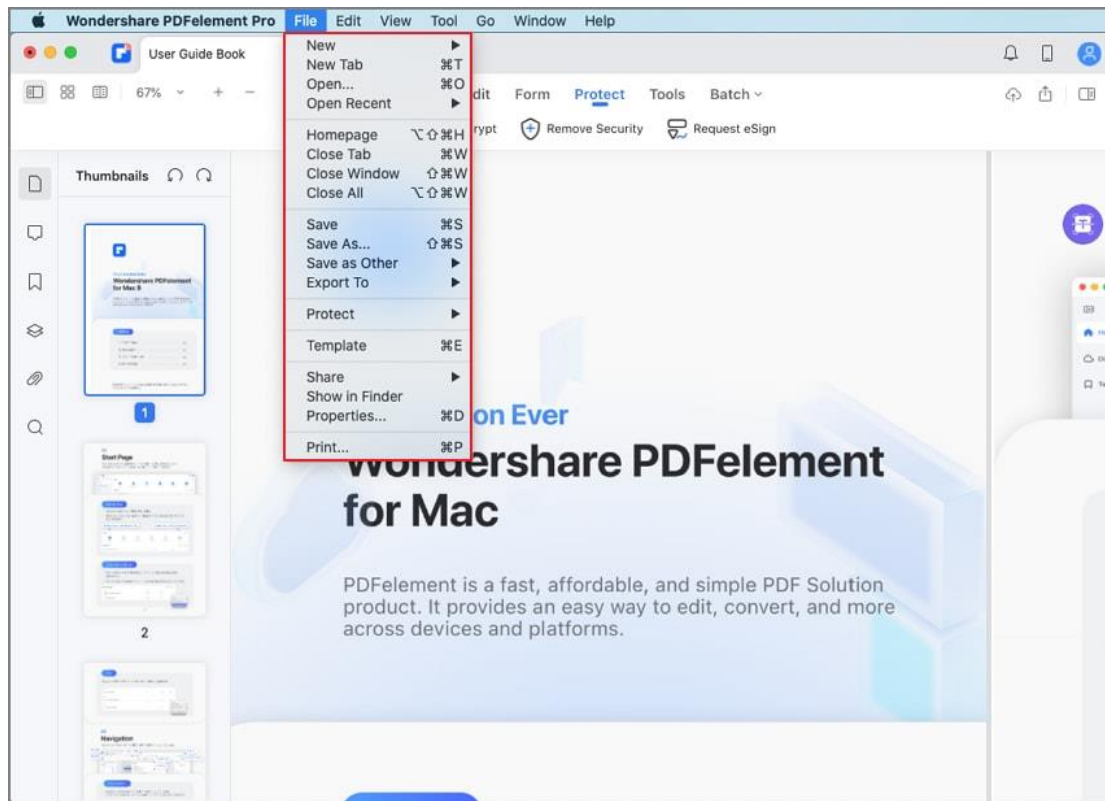 Wondershare PDFelement Pro File Edit View Tool Go Window Help
User Guide Book
67%
dit Form Protect Tools Batch
rypt Remove Security Request eSign
New
New Tab ⌘T
Open... ⌘O
Open Recent
Homepage ⌥⇧⌘H
Close Tab ⌘W
Close Window ⇧⌘W
Close All ⌥⇧⌘W
Save ⌘S
Save As... ⇧⌘S
Save as Other
Export To
Protect
Template ⌘E
Share
Show in Finder
Properties... ⌘D
Print... ⌘P
Thumbnails
Wondershare PDFelement
for Mac
1
Start Page
2
Navigation
on Ever
Wondershare PDFelement
for Mac
PDFelement is a fast, affordable, and simple PDF Solution
product. It provides an easy way to edit, convert, and more
across devices and platforms.